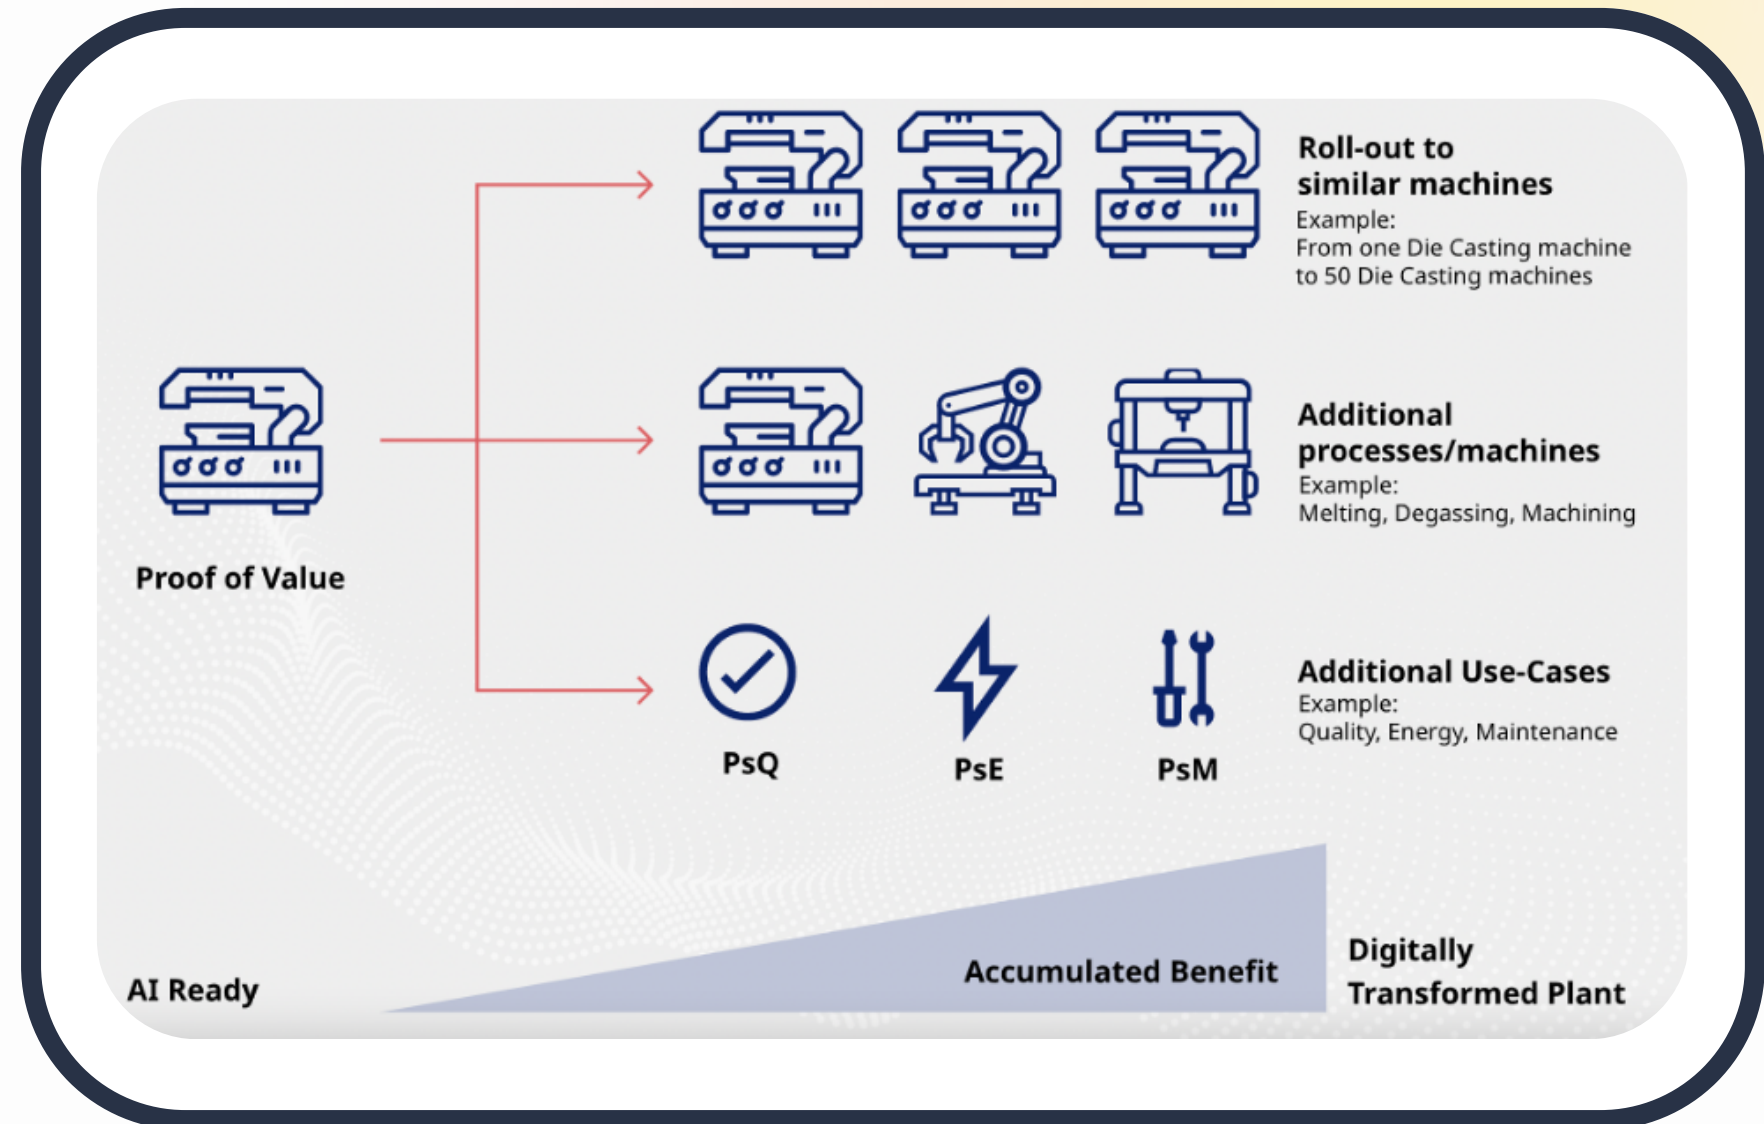 Roll-out to
similar machines
Example:
From one Die Casting machine
to 50 Die Casting machines
Additional
processes/machines
Example:
Melting, Degassing, Machining
Proof of Value
Additional Use-Cases
Example:
Quality, Energy, Maintenance
PsQ
PsE
PsM
AI Ready
Accumulated Benefit
Digitally
Transformed Plant